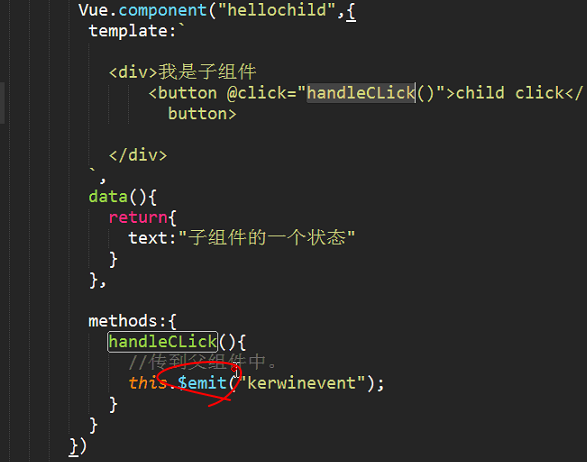 Vue.component("hellochild",{
template:`
<div>我是子组件
<button @click="handleCLick()">child click</
button>
</div>
`,
data(){
return{
text:"子组件的一个状态"
}
},
methods:{
handleCLick(){
//传到父组件中。
this.$emit("kerwinevent");
}
}
})